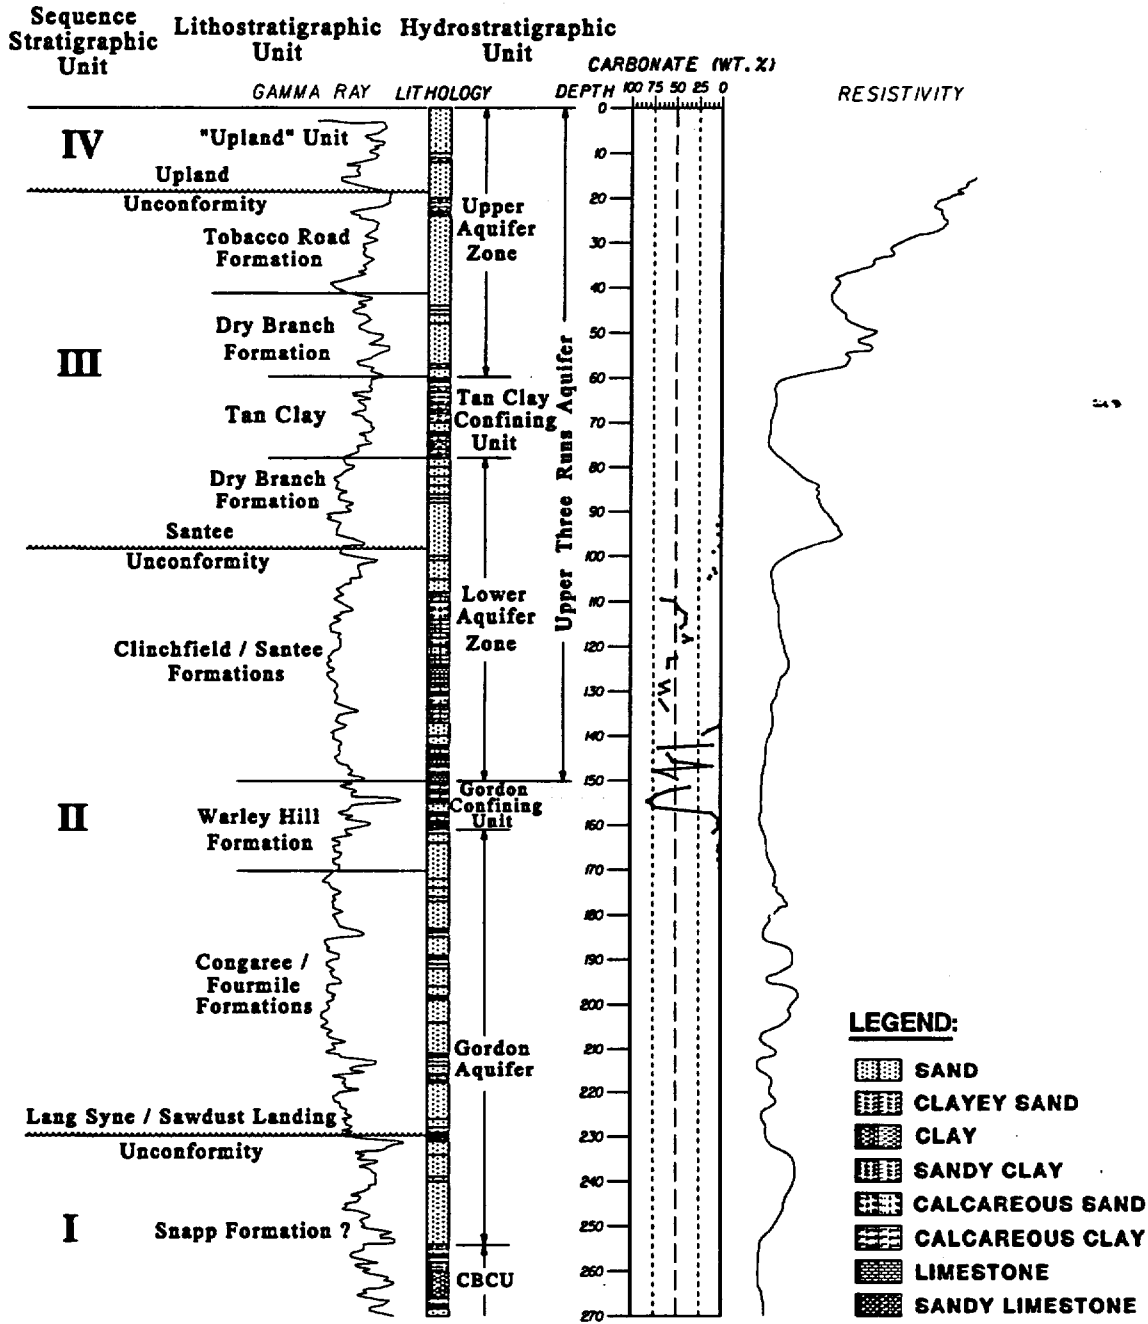 Sequence
Stratigraphic
Unit
Lithostratigraphic
Unit
Hydrostratigraphic
Unit
CARBONATE (WT. %)
GAMMA RAY
LITHOLOGY
DEPTH
100 75 50 25 0
RESISTIVITY
IV
"Upland" Unit
Upland
Unconformity
Tobacco Road
Formation
III
Dry Branch
Formation
Tan Clay
Dry Branch
Formation
Santee
Unconformity
Clinchfield / Santee
Formations
II
Warley Hill
Formation
Congaree /
Fourmile
Formations
Lang Syne / Sawdust Landing
Unconformity
I
Snapp Formation ?
Upper
Aquifer
Zone
Tan Clay
Confining
Unit
Lower
Aquifer
Zone
Gordon
Confining
Unit
Gordon
Aquifer
CBCU
Upper Three Runs Aquifer
0
10
20
30
40
50
60
70
80
90
100
110
120
130
140
150
160
170
180
190
200
210
220
230
240
250
260
270
LEGEND:
SAND
CLAYEY SAND
CLAY
SANDY CLAY
CALCAREOUS SAND
CALCAREOUS CLAY
LIMESTONE
SANDY LIMESTONE